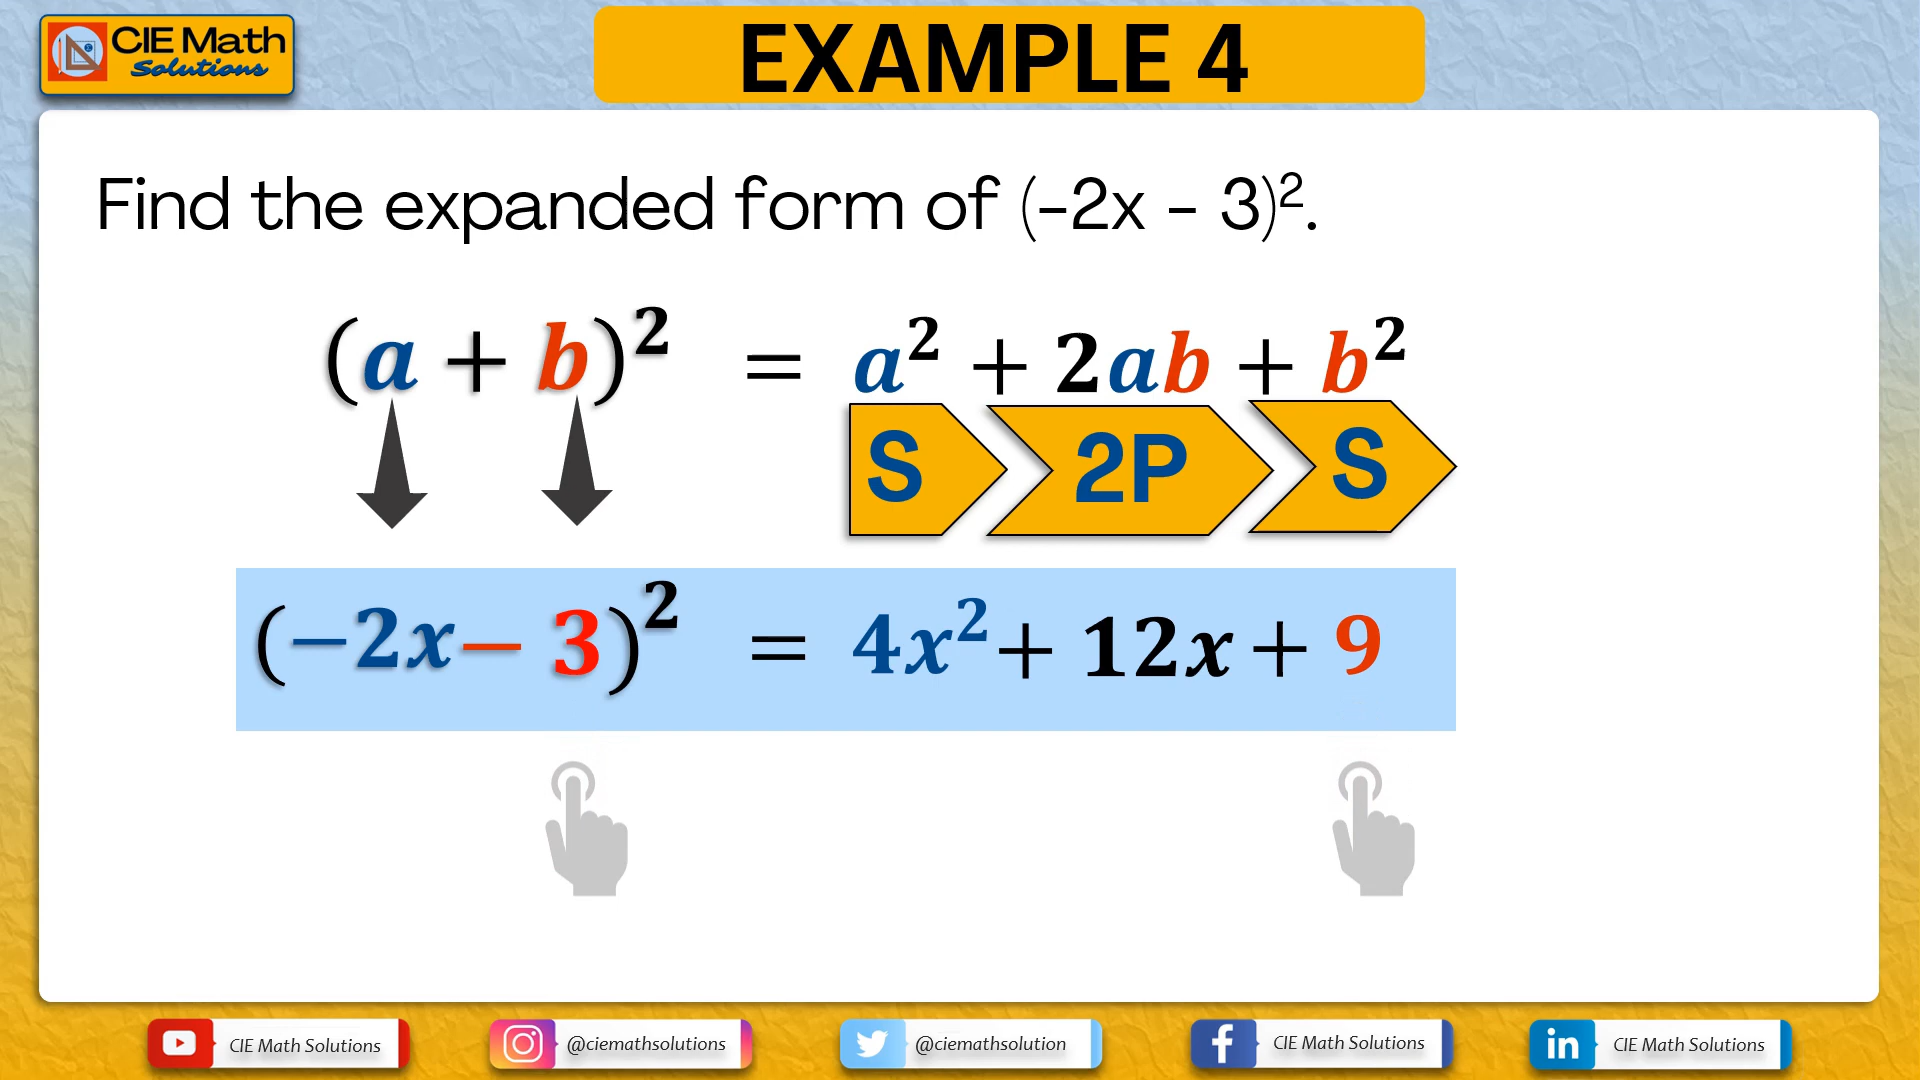 CIE Math
Solutions
EXAMPLE 4
Find the expanded form of (-2x - 3)².
(a + b)² = a² + 2ab + b²
S 2P S
(−2x − 3)² = 4x² + 12x + 9
CIE Math Solutions
@ciemathsolutions
@ciemathsolution
CIE Math Solutions
CIE Math Solutions